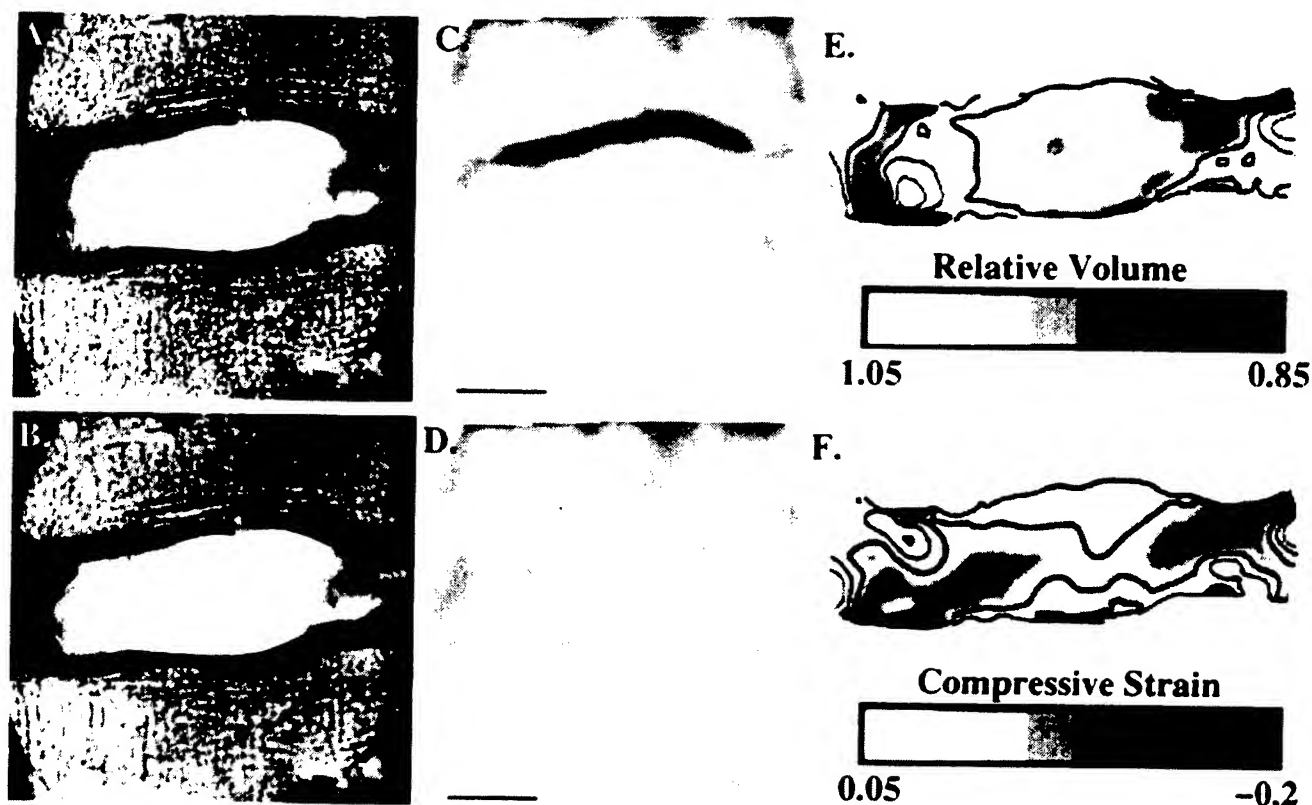 A
C.
E.
Relative Volume
1.05 0.85
B.
D.
F.
Compressive Strain
0.05 -0.2